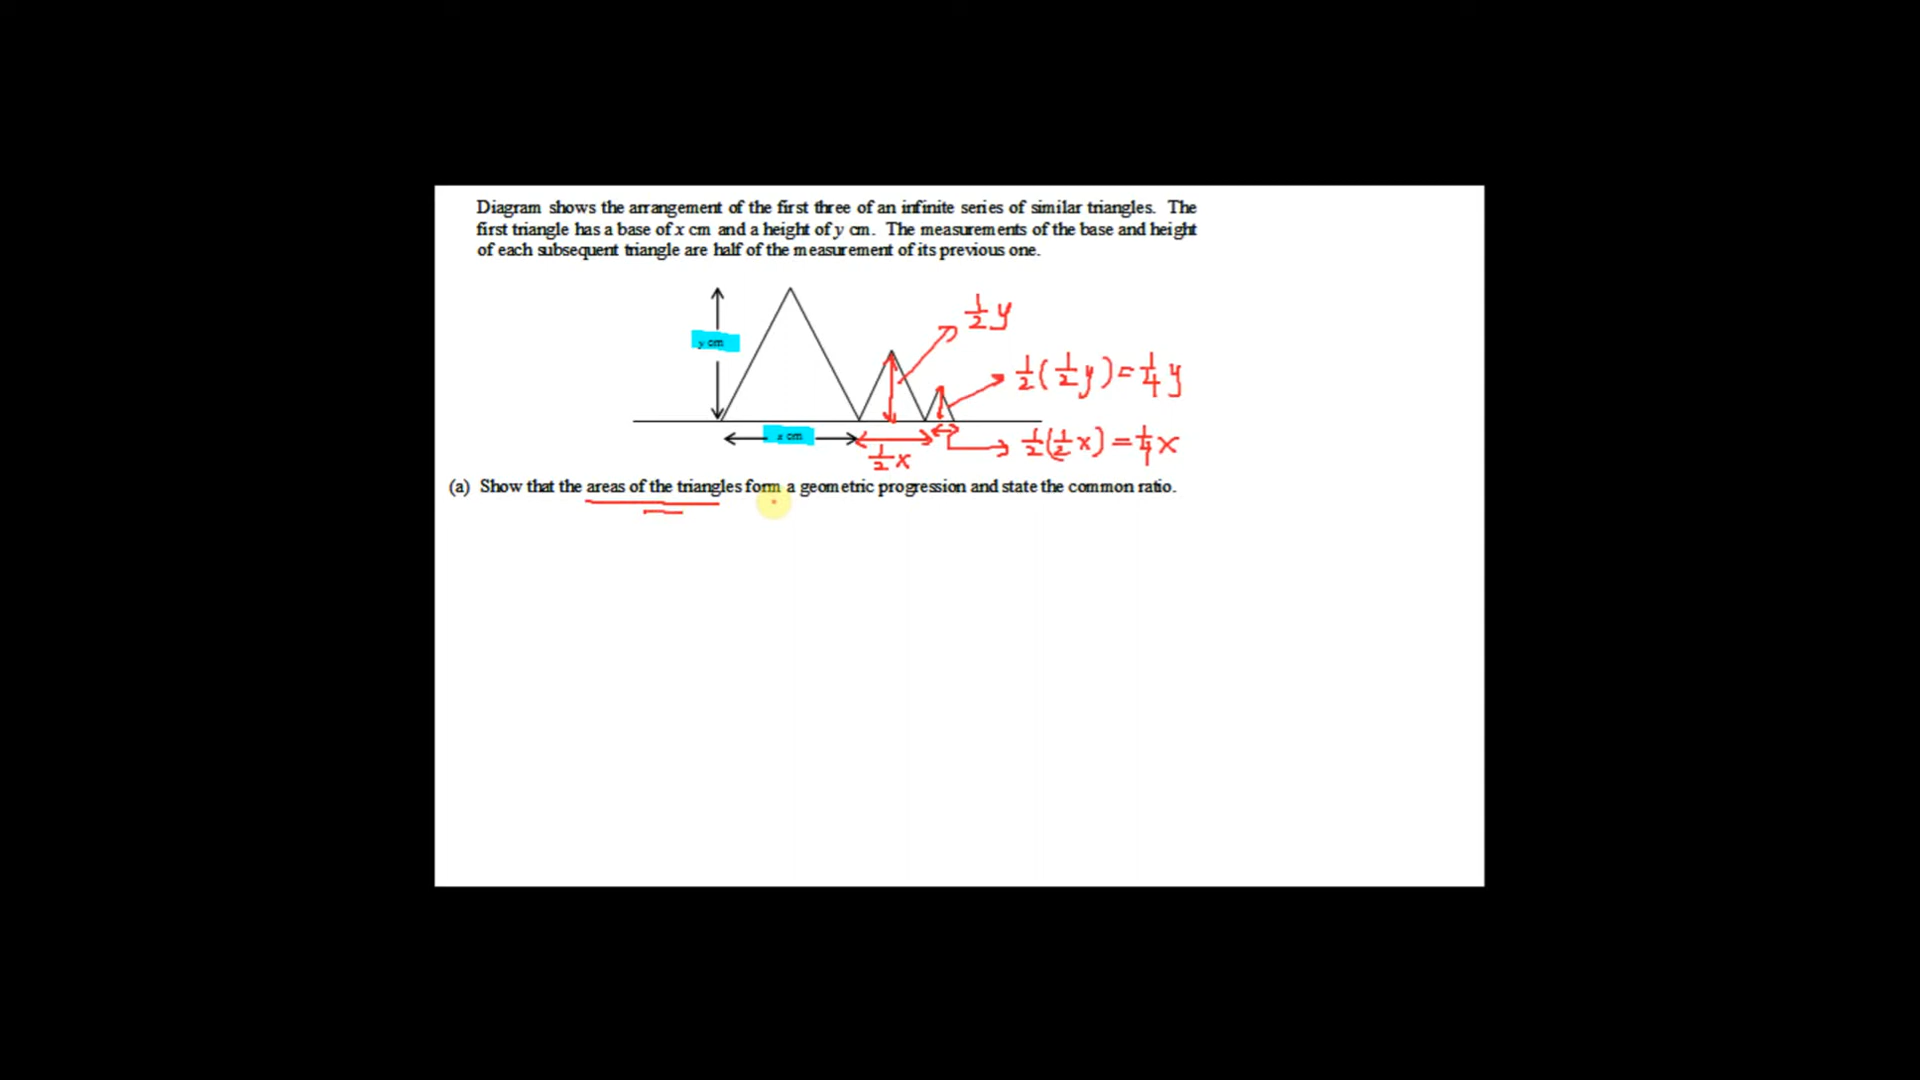 Diagram shows the arrangement of the first three of an infinite series of similar triangles. The
first triangle has a base of x cm and a height of y cm. The measurements of the base and height
of each subsequent triangle are half of the measurement of its previous one.
1/2 y
y cm
1/2(1/2 y) = 1/4 y
x cm
1/2(1/2 x) = 1/4 x
1/2 x
(a) Show that the areas of the triangles form a geometric progression and state the common ratio.